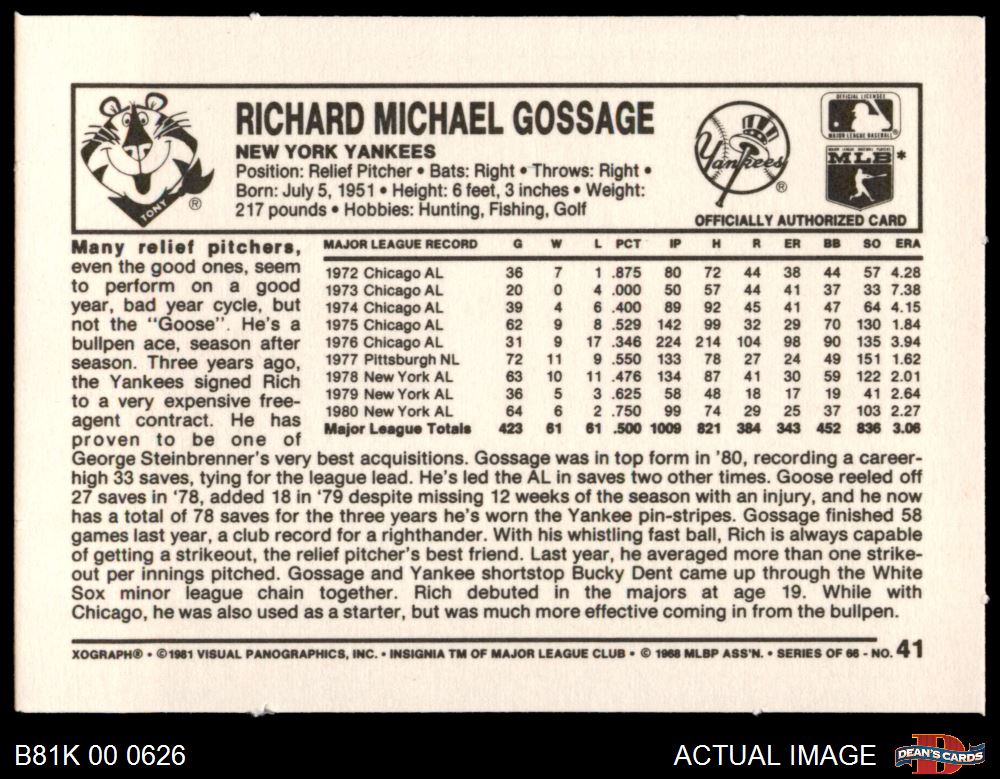 RICHARD MICHAEL GOSSAGE
NEW YORK YANKEES
Position: Relief Pitcher • Bats: Right • Throws: Right •
Born: July 5, 1951 • Height: 6 feet, 3 inches • Weight:
217 pounds • Hobbies: Hunting, Fishing, Golf
TONY ®
Yankees ®
OFFICIAL LICENSEE
MAJOR LEAGUE BASEBALL ®
MAJOR LEAGUE BASEBALL PLAYERS
MLB *
OFFICIALLY AUTHORIZED CARD
Many relief pitchers,
even the good ones, seem
to perform on a good
year, bad year cycle, but
not the "Goose". He's a
bullpen ace, season after
season. Three years ago,
the Yankees signed Rich
to a very expensive free-
agent contract. He has
proven to be one of
MAJOR LEAGUE RECORD G W L PCT IP H R ER BB SO ERA
1972 Chicago AL 36 7 1 .875 80 72 44 38 44 57 4.28
1973 Chicago AL 20 0 4 .000 50 57 44 41 37 33 7.38
1974 Chicago AL 39 4 6 .400 89 92 45 41 47 64 4.15
1975 Chicago AL 62 9 8 .529 142 99 32 29 70 130 1.84
1976 Chicago AL 31 9 17 .346 224 214 104 98 90 135 3.94
1977 Pittsburgh NL 72 11 9 .550 133 78 27 24 49 151 1.62
1978 New York AL 63 10 11 .476 134 87 41 30 59 122 2.01
1979 New York AL 36 5 3 .625 58 48 18 17 19 41 2.64
1980 New York AL 64 6 2 .750 99 74 29 25 37 103 2.27
Major League Totals 423 61 61 .500 1009 821 384 343 452 836 3.06
George Steinbrenner's very best acquisitions. Gossage was in top form in '80, recording a career-
high 33 saves, tying for the league lead. He's led the AL in saves two other times. Goose reeled off
27 saves in '78, added 18 in '79 despite missing 12 weeks of the season with an injury, and he now
has a total of 78 saves for the three years he's worn the Yankee pin-stripes. Gossage finished 58
games last year, a club record for a righthander. With his whistling fast ball, Rich is always capable
of getting a strikeout, the relief pitcher's best friend. Last year, he averaged more than one strike-
out per innings pitched. Gossage and Yankee shortstop Bucky Dent came up through the White
Sox minor league chain together. Rich debuted in the majors at age 19. While with
Chicago, he was also used as a starter, but was much more effective coming in from the bullpen.
XOGRAPH® • ©1981 VISUAL PANOGRAPHICS, INC. • INSIGNIA TM OF MAJOR LEAGUE CLUB • © 1968 MLBP ASS'N. • SERIES OF 66 - NO. 41
B81K 00 0626
ACTUAL IMAGE
DEAN'S CARDS